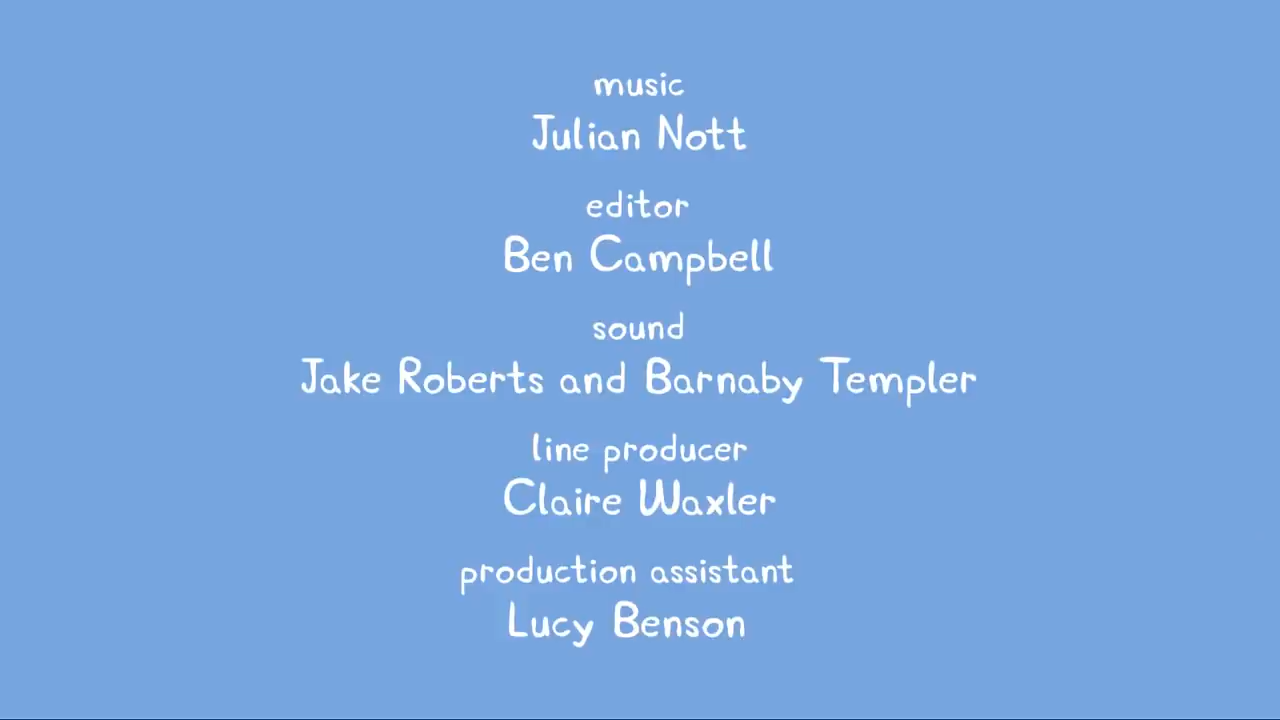 music
Julian Nott
editor
Ben Campbell
sound
Jake Roberts and Barnaby Templer
line producer
Claire Waxler
production assistant
Lucy Benson